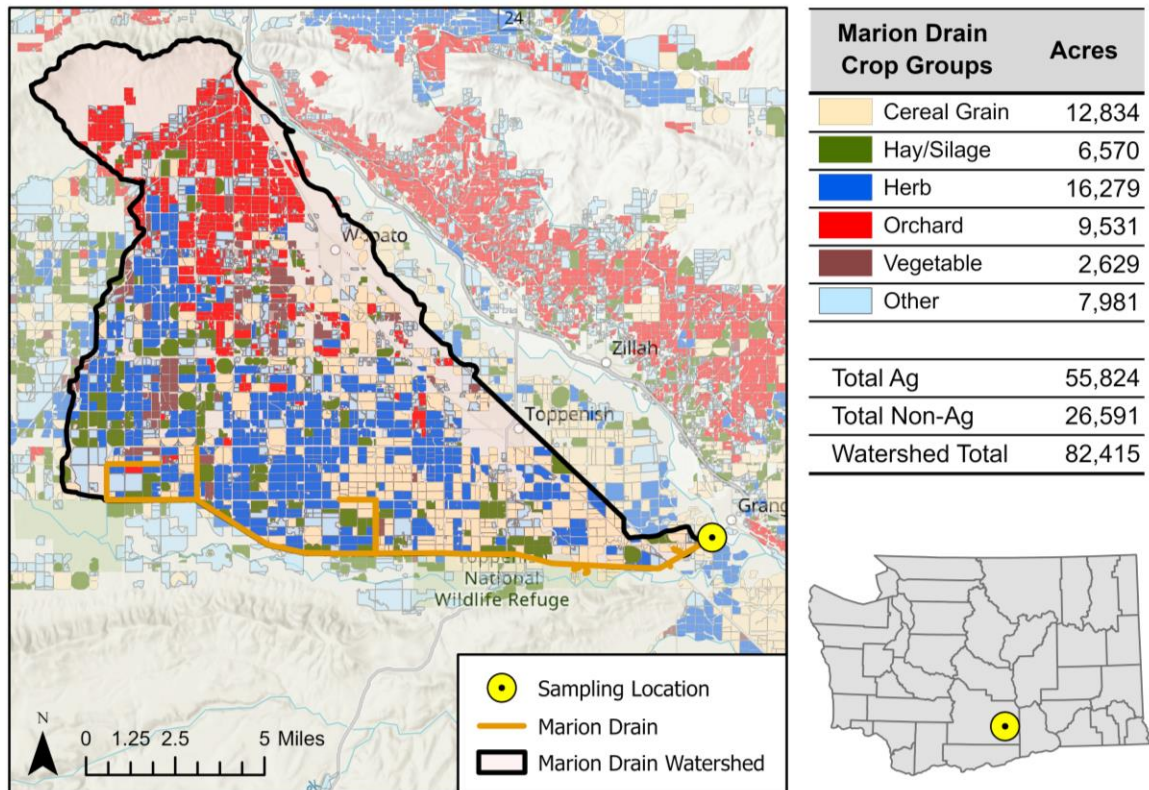 24
Wapato
Zillah
Toppenish
Grang
Toppenish
National
Wildlife Refuge
N
0 1.25 2.5 5 Miles
Sampling Location
Marion Drain
Marion Drain Watershed
Marion Drain
Crop Groups Acres
Cereal Grain 12,834
Hay/Silage 6,570
Herb 16,279
Orchard 9,531
Vegetable 2,629
Other 7,981
Total Ag 55,824
Total Non-Ag 26,591
Watershed Total 82,415